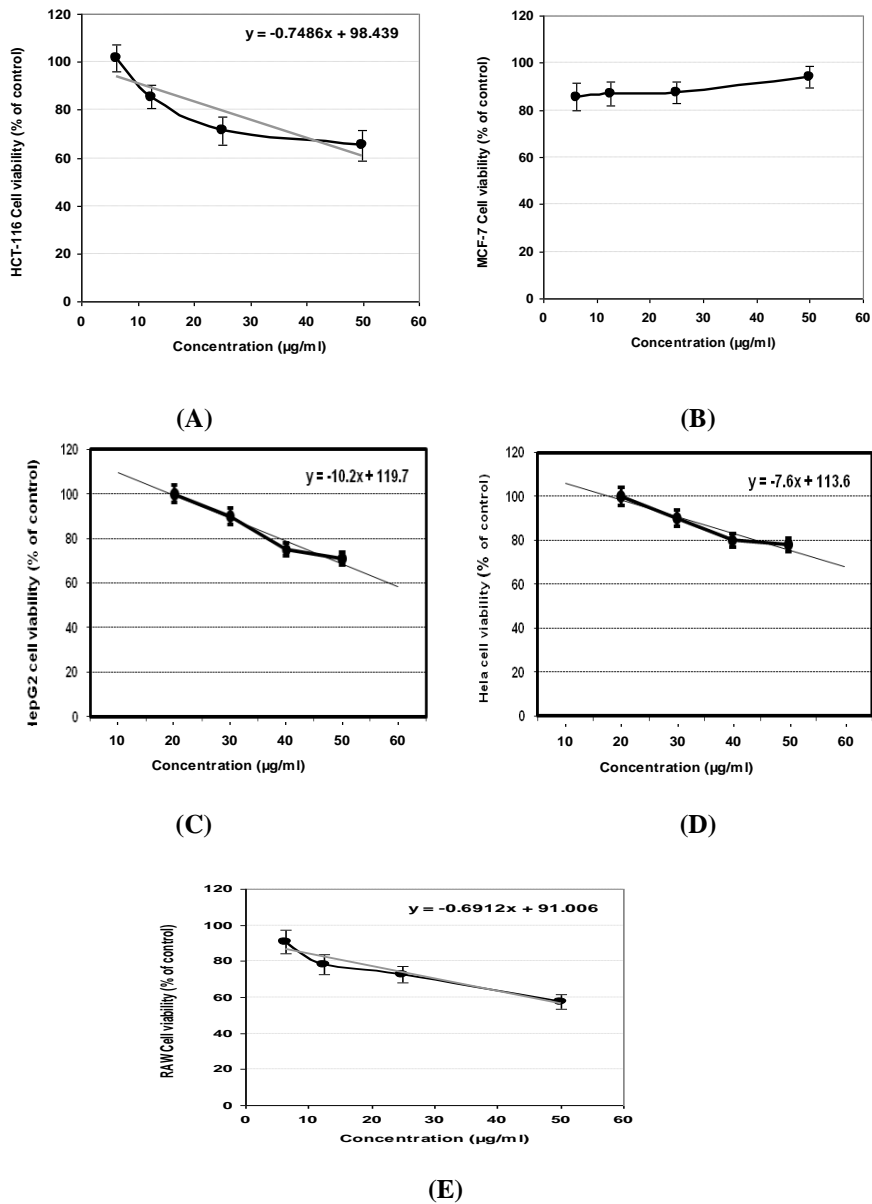 y = -0.7486x + 98.439
HCT-116 Cell viability (% of control)
120
100
80
60
40
20
0
0 10 20 30 40 50 60
Concentration (µg/ml)
(A)
MCF-7 Cell viability (% of control)
120
100
80
60
40
20
0
0 10 20 30 40 50 60
Concentration (µg/ml)
(B)
y = -10.2x + 119.7
HepG2 cell viability (% of control)
120
100
80
60
40
20
0
10 20 30 40 50 60
Concentration (µg/ml)
(C)
y = -7.6x + 113.6
Hela cell viability (% of control)
120
100
80
60
40
20
0
10 20 30 40 50 60
Concentration (µg/ml)
(D)
y = -0.6912x + 91.006
RAW Cell viability (% of control)
120
100
80
60
40
20
0
0 10 20 30 40 50 60
Concentration (µg/ml)
(E)